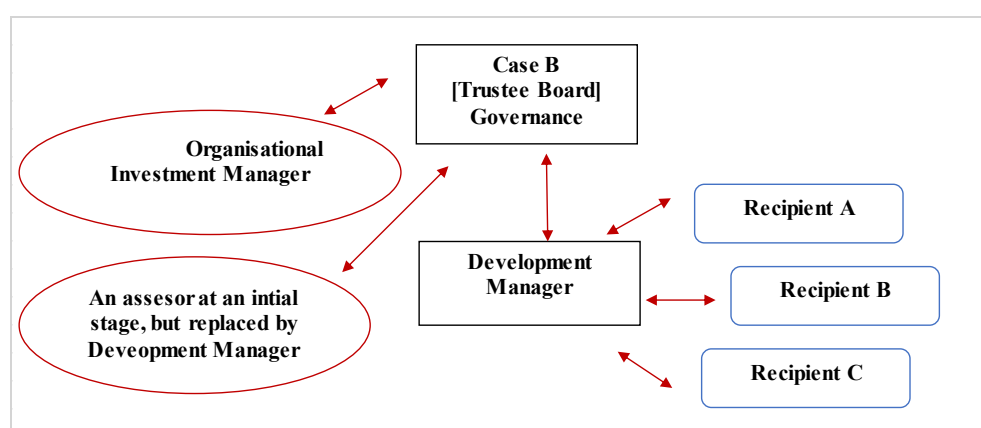 Case B
[Trustee Board]
Governance
Organisational
Investment Manager
Development
Manager
Recipient A
An assesor at an intial
stage, but replaced by
Deveopment Manager
Recipient B
Recipient C